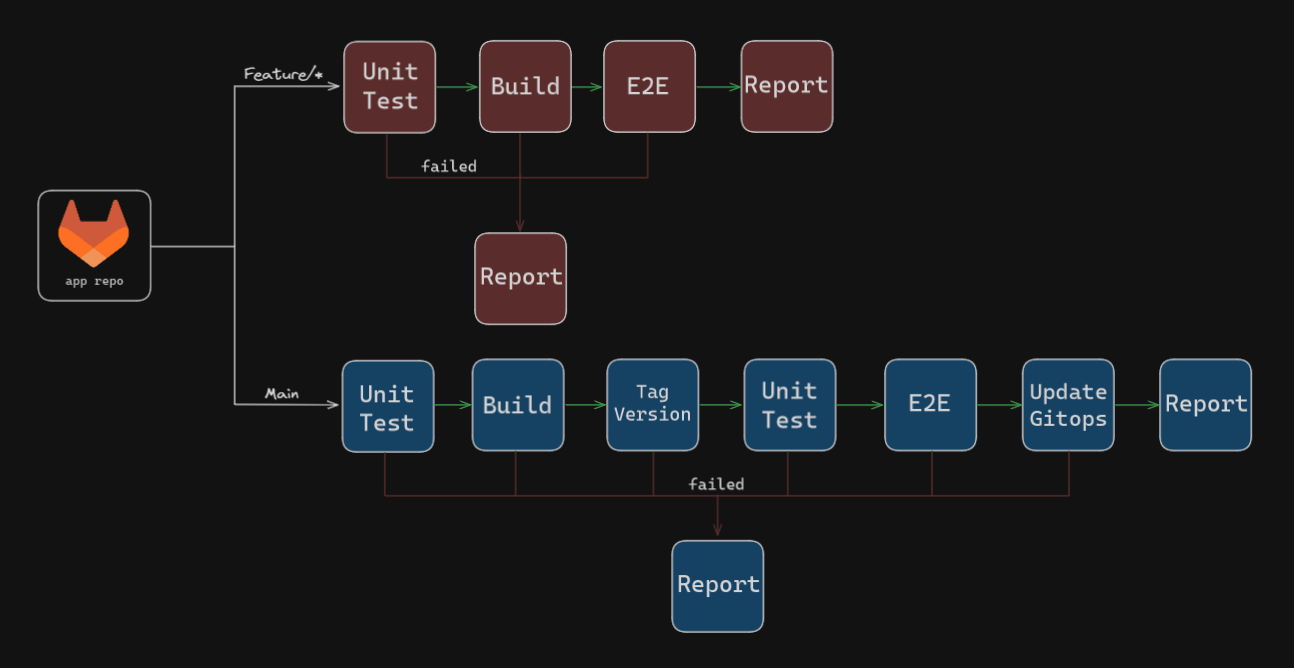 Feature/*
Unit
Test
Build
E2E
Report
failed
Report
app repo
Main
Unit
Test
Build
Tag
Version
Unit
Test
E2E
Update
Gitops
Report
failed
Report